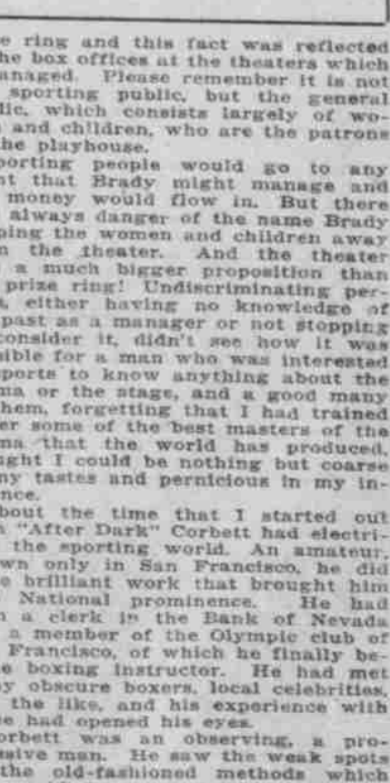 e ring and this fact was reflected
he box offices at the theaters which
anaged. Please remember it is not
sporting public, but the general
lic, which consists largely of wo-
and children, who are the patrons
he playhouse.
porting people would go to any
nt that Brady might manage and
money would flow in. But there
always danger of the name Brady
ping the women and children away
m the theater. And the theater
a much bigger proposition than
prize ring! Undiscriminating per-
s, either having no knowledge of
past as a manager or not stopping
consider it, didn't see how it was
sible for a man who was interested
sports to know anything about the
ma or the stage, and a good many
hem, forgetting that I had trained
er some of the best masters of the
ma that the world has produced,
ught I could be nothing but coarse
ny tastes and pernicious in my in-
nce.
bout the time that I started out
h "After Dark" Corbett had electri-
the sporting world. An amateur,
wn only in San Francisco, he did
e brilliant work that brought him
National prominence. He had
n a clerk in the Bank of Nevada
a member of the Olympic club of
Francisco, of which he finally be-
e boxing instructor. He had met
by obscure boxers, local celebrities,
the like, and his experience with
e had opened his eyes.
orbett was an observing, a pro-
ssive man. He saw the weak spots
the old-fashioned methods which